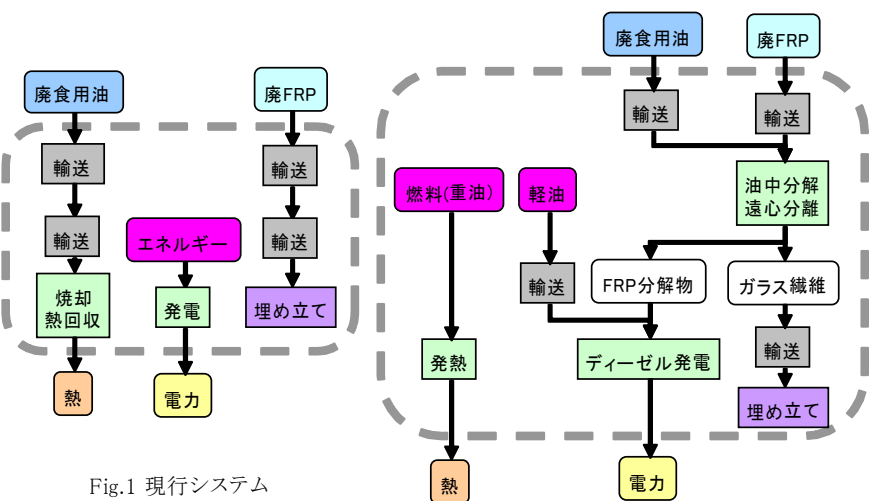 廃食用油
廃FRP
輸送
輸送
輸送
輸送
エネルギー
焼却
熱回収
発電
埋め立て
熱
電力
Fig.1 現行システム
廃食用油
廃FRP
輸送
輸送
油中分解
遠心分離
燃料(重油)
軽油
輸送
FRP分解物
ガラス繊維
発熱
ディーゼル発電
輸送
埋め立て
熱
電力